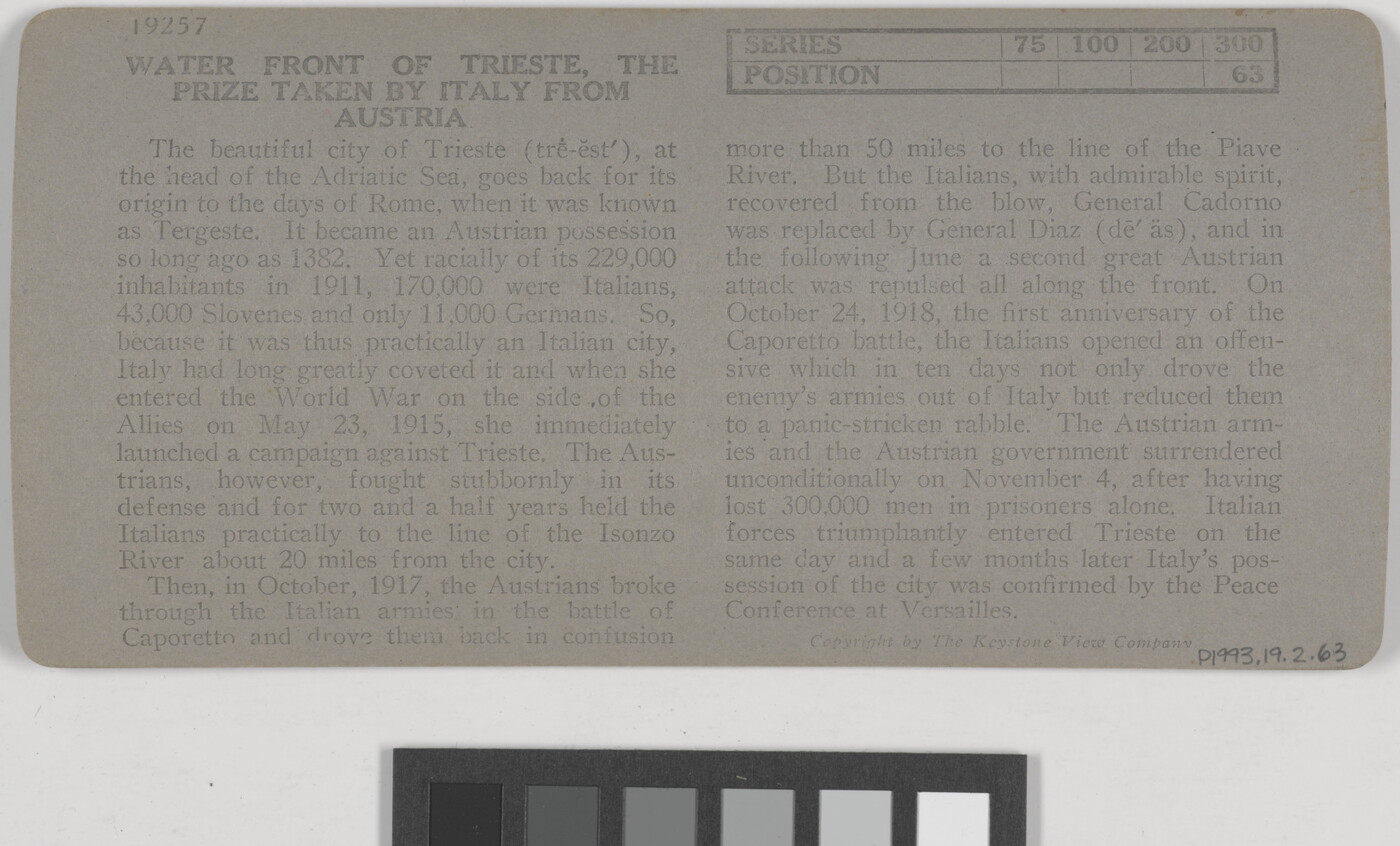 19257
WATER FRONT OF TRIESTE, THE
PRIZE TAKEN BY ITALY FROM
AUSTRIA
The beautiful city of Trieste (trē-ĕst′), at
the head of the Adriatic Sea, goes back for its
origin to the days of Rome, when it was known
as Tergeste. It became an Austrian possession
so long ago as 1382. Yet racially of its 229,000
inhabitants in 1911, 170,000 were Italians,
43,000 Slovenes and only 11,000 Germans. So,
because it was thus practically an Italian city,
Italy had long greatly coveted it and when she
entered the World War on the side of the
Allies on May 23, 1915, she immediately
launched a campaign against Trieste. The Aus-
trians, however, fought stubbornly in its
defense and for two and a half years held the
Italians practically to the line of the Isonzo
River about 20 miles from the city.
Then, in October, 1917, the Austrians broke
through the Italian armies in the battle of
Caporetto and drove them back in confusion
SERIES 75 100 200 300
POSITION 63
more than 50 miles to the line of the Piave
River. But the Italians, with admirable spirit,
recovered from the blow, General Cadorno
was replaced by General Diaz (dē′ äs), and in
the following June a second great Austrian
attack was repulsed all along the front. On
October 24, 1918, the first anniversary of the
Caporetto battle, the Italians opened an offen-
sive which in ten days not only drove the
enemy's armies out of Italy but reduced them
to a panic-stricken rabble. The Austrian arm-
ies and the Austrian government surrendered
unconditionally on November 4, after having
lost 300,000 men in prisoners alone. Italian
forces triumphantly entered Trieste on the
same day and a few months later Italy's pos-
session of the city was confirmed by the Peace
Conference at Versailles.
Copyright by The Keystone View Company
P1993.19.2.63